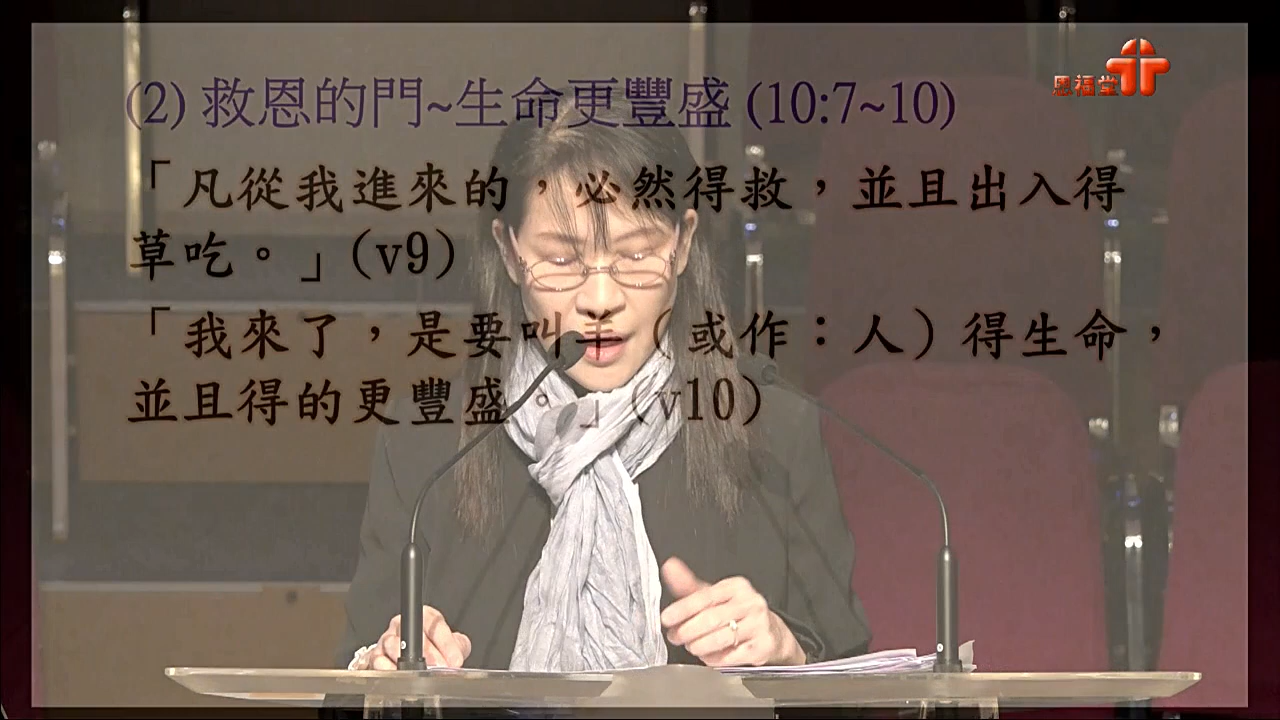 恩福堂
(2) 救恩的門~生命更豐盛 (10:7~10)
「凡從我進來的，必然得救，並且出入得
草吃。」(v9)
「我來了，是要叫羊（或作：人）得生命，
並且得的更豐盛。」(v10)